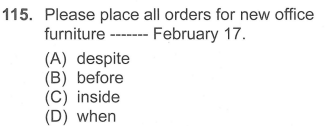 115. Please place all orders for new office
furniture ------- February 17.
(A) despite
(B) before
(C) inside
(D) when